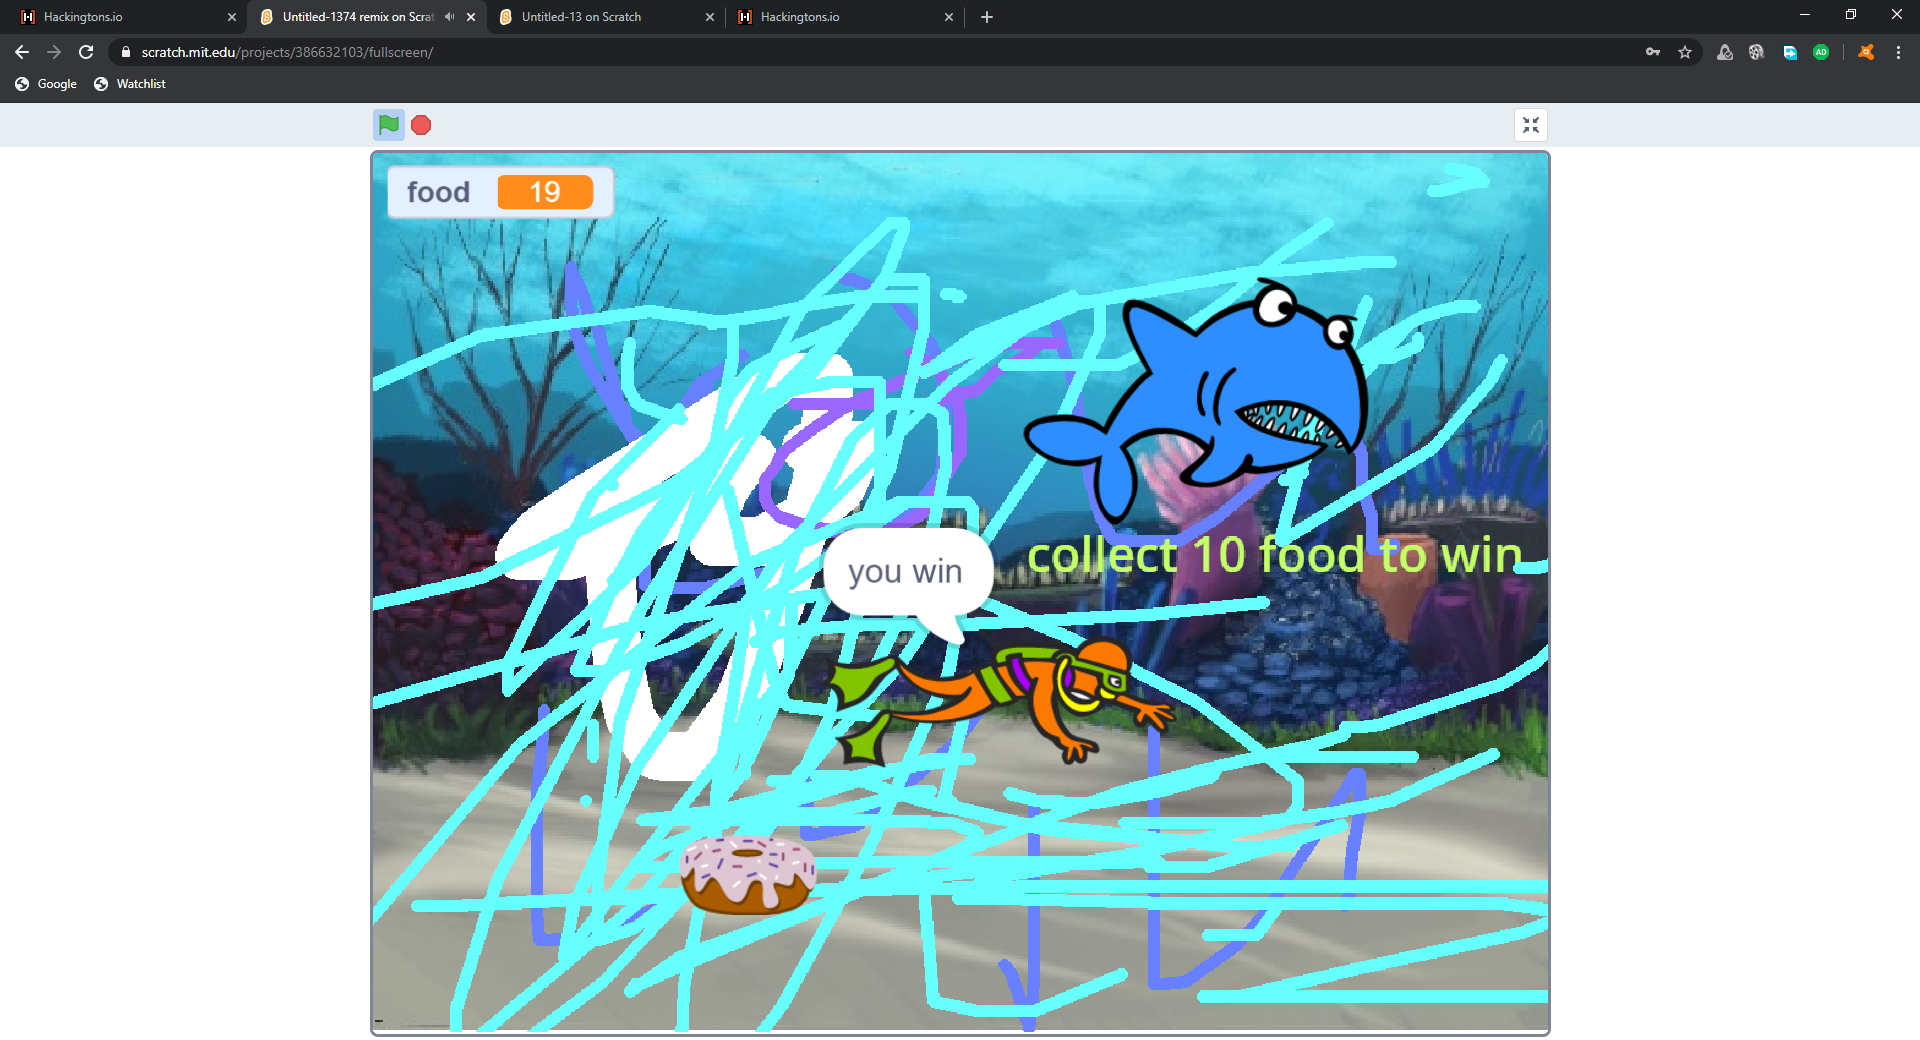 Hackingtons.io
Untitled-1374 remix on Scrat
Untitled-13 on Scratch
Hackingtons.io
scratch.mit.edu/projects/386632103/fullscreen/
AD
Google
Watchlist
food 19
you win
collect 10 food to win